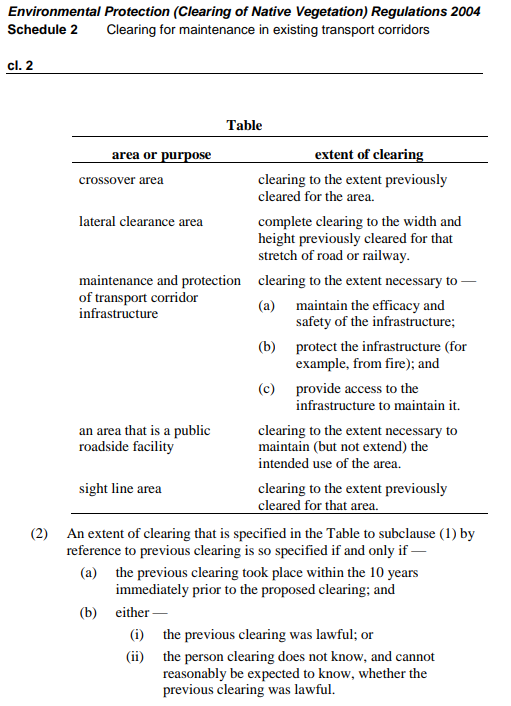 Environmental Protection (Clearing of Native Vegetation) Regulations 2004
Schedule 2 Clearing for maintenance in existing transport corridors
cl. 2
Table
area or purpose extent of clearing
crossover area clearing to the extent previously
cleared for the area.
lateral clearance area complete clearing to the width and
height previously cleared for that
stretch of road or railway.
maintenance and protection clearing to the extent necessary to —
of transport corridor
infrastructure
(a) maintain the efficacy and
safety of the infrastructure;
(b) protect the infrastructure (for
example, from fire); and
(c) provide access to the
infrastructure to maintain it.
an area that is a public clearing to the extent necessary to
roadside facility maintain (but not extend) the
intended use of the area.
sight line area clearing to the extent previously
cleared for that area.
(2) An extent of clearing that is specified in the Table to subclause (1) by
reference to previous clearing is so specified if and only if —
(a) the previous clearing took place within the 10 years
immediately prior to the proposed clearing; and
(b) either —
(i) the previous clearing was lawful; or
(ii) the person clearing does not know, and cannot
reasonably be expected to know, whether the
previous clearing was lawful.